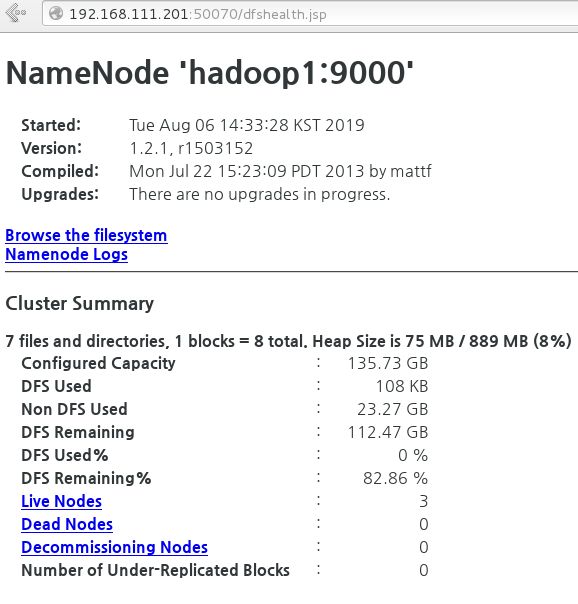 192.168.111.201:50070/dfshealth.jsp
NameNode 'hadoop1:9000'
Started: Tue Aug 06 14:33:28 KST 2019
Version: 1.2.1, r1503152
Compiled: Mon Jul 22 15:23:09 PDT 2013 by mattf
Upgrades: There are no upgrades in progress.
Browse the filesystem
Namenode Logs
Cluster Summary
7 files and directories, 1 blocks = 8 total. Heap Size is 75 MB / 889 MB (8%)
Configured Capacity : 135.73 GB
DFS Used : 108 KB
Non DFS Used : 23.27 GB
DFS Remaining : 112.47 GB
DFS Used% : 0 %
DFS Remaining% : 82.86 %
Live Nodes : 3
Dead Nodes : 0
Decommissioning Nodes : 0
Number of Under-Replicated Blocks : 0